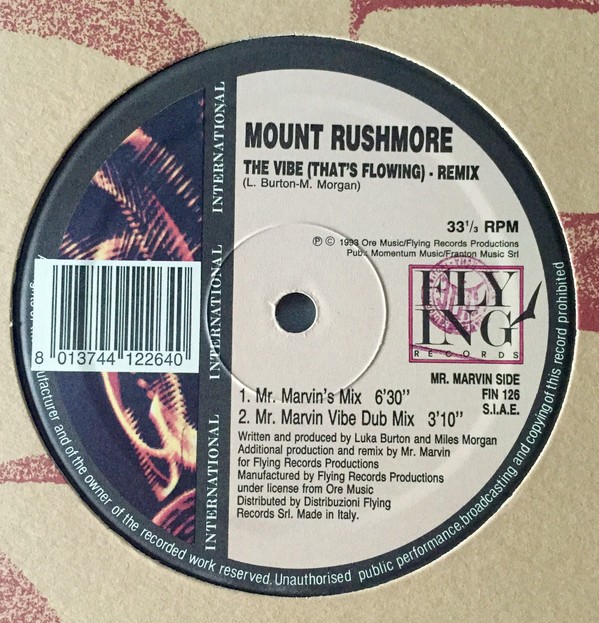 MOUNT RUSHMORE
THE VIBE (THAT'S FLOWING) - REMIX
(L. Burton-M. Morgan)
33 1/3 RPM
℗ © 1993 Ore Music/Flying Records Productions
Pub.: Momentum Music/Franton Music Srl
FLY
ING
RECORDS
MR. MARVIN SIDE
FIN 126
S.I.A.E.
1. Mr. Marvin's Mix 6'30''
2. Mr. Marvin Vibe Dub Mix 3'10''
Written and produced by Luka Burton and Miles Morgan
Additional production and remix by Mr. Marvin
for Flying Records Productions
Manufactured by Flying Records Productions
under license from Ore Music
Distributed by Distribuzioni Flying
Records Srl. Made in Italy.
INTERNATIONAL
INTERNATIONAL
INTERNATIONAL
8 013744 122640
and of the owner of the recorded work reserved. Unauthorised public performance, broadcasting and copying of this record prohibited